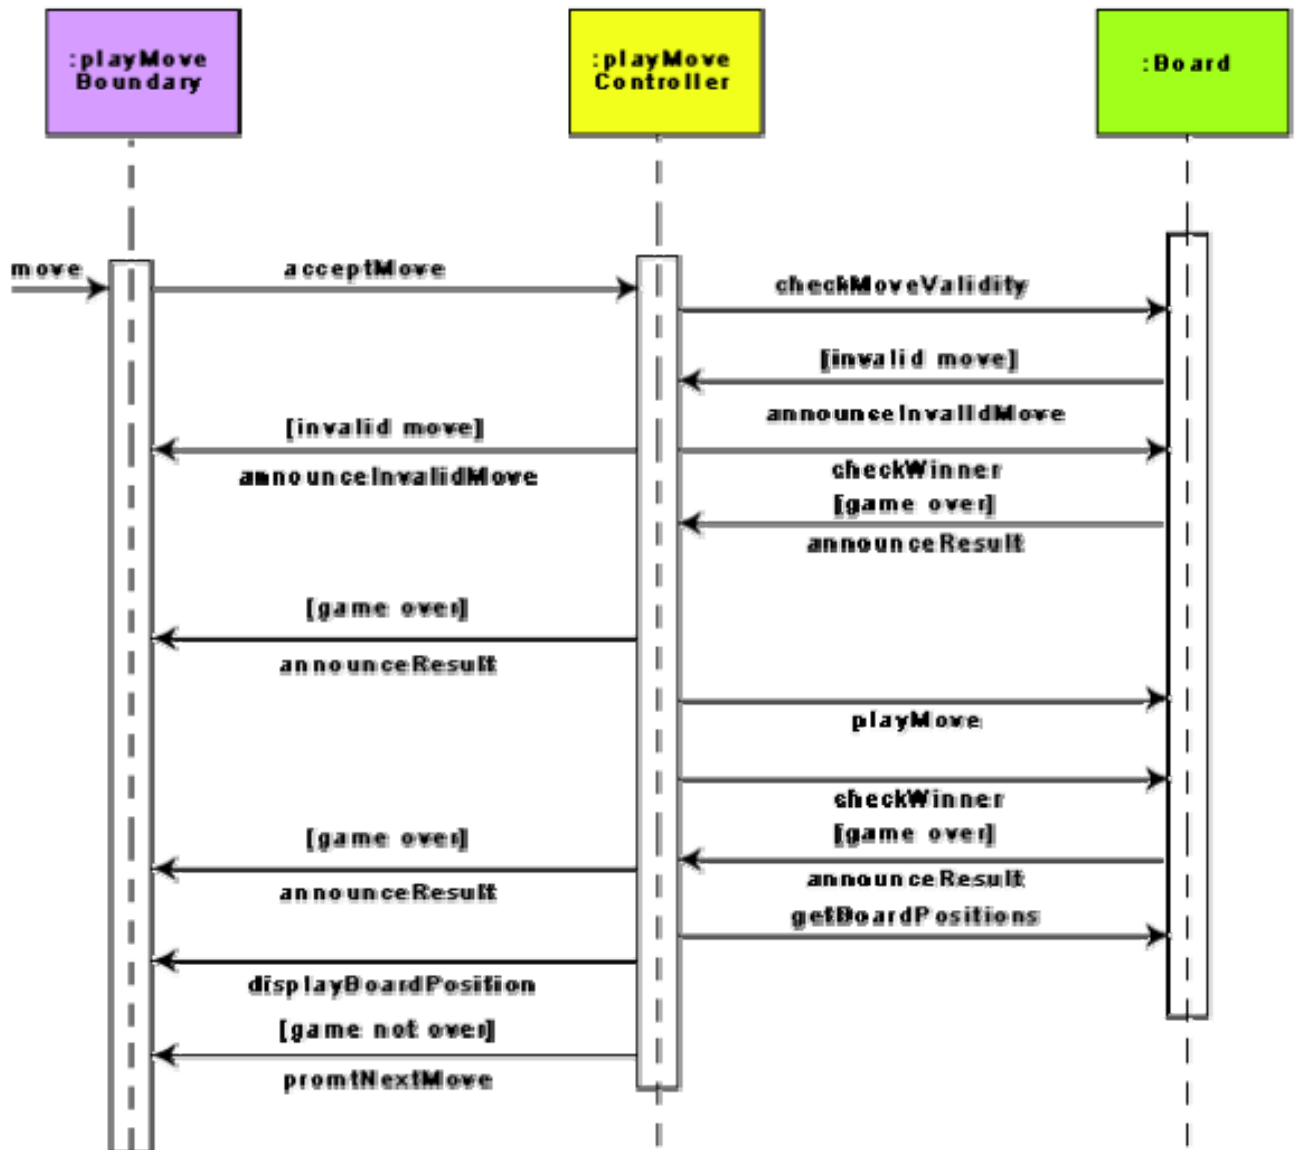 :playMove
Boundary
:playMove
Controller
:Board
move
acceptMove
checkMoveValidity
[invalid move]
announceInvalidMove
[invalid move]
announceInvalidMove
checkWinner
[game over]
announceResult
[game over]
announceResult
playMove
checkWinner
[game over]
announceResult
[game over]
announceResult
getBoardPositions
displayBoardPosition
[game not over]
promtNextMove